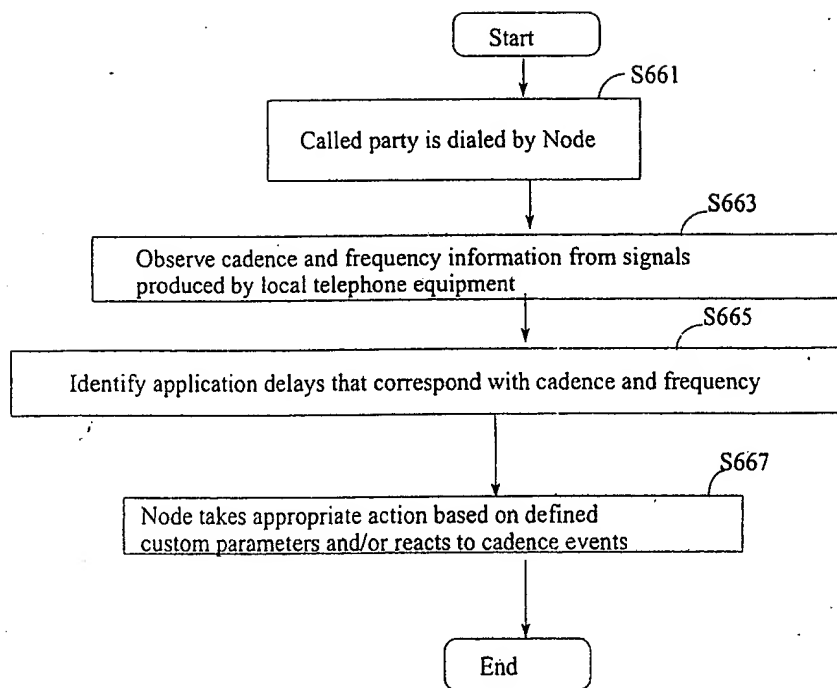 Start
S661
Called party is dialed by Node
S663
Observe cadence and frequency information from signals
produced by local telephone equipment
S665
Identify application delays that correspond with cadence and frequency
S667
Node takes appropriate action based on defined
custom parameters and/or reacts to cadence events
End